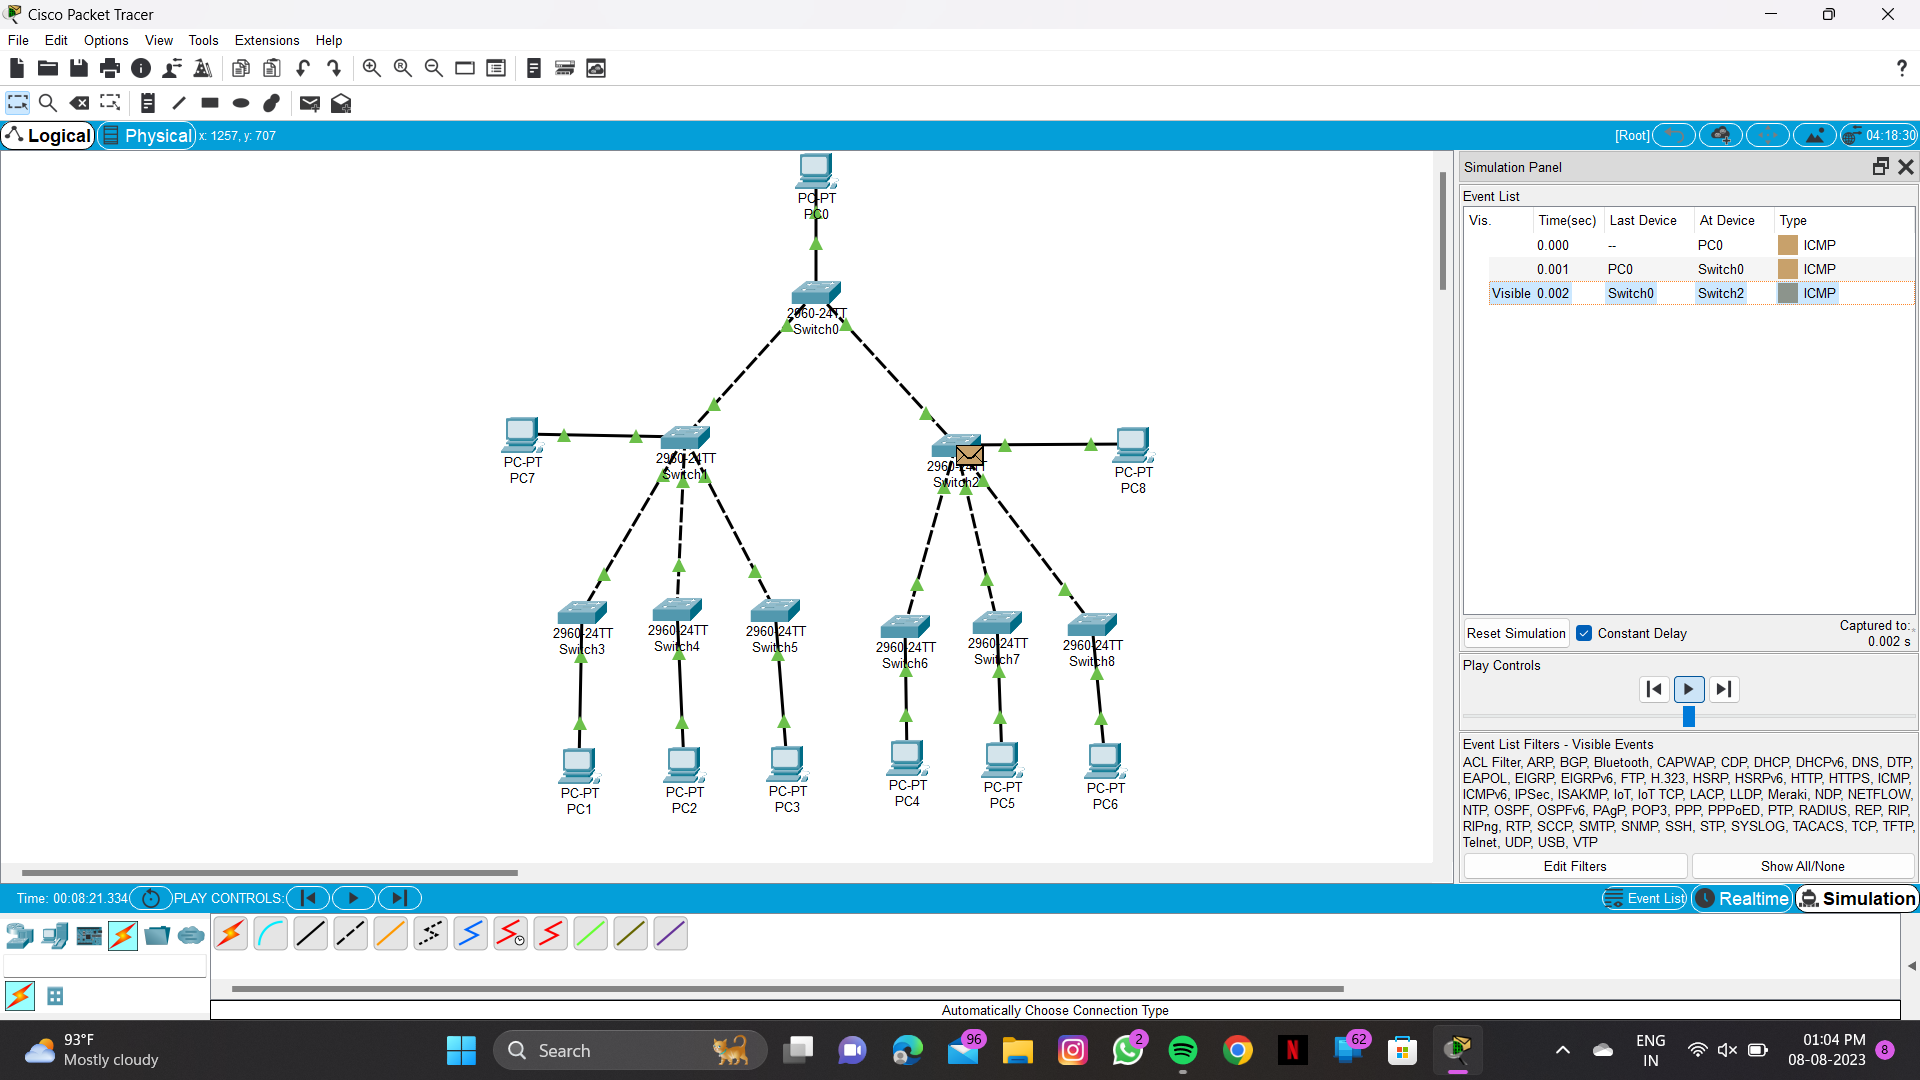 Cisco Packet Tracer
File Edit Options View Tools Extensions Help
?
Logical Physical x: 1257, y: 707 [Root] 04:18:30
PC-PT
PC0
2960-24TT
Switch0
PC-PT
PC7
2960-24TT
Switch1
2960-24TT
Switch2
PC-PT
PC8
2960-24TT
Switch3
2960-24TT
Switch4
2960-24TT
Switch5
2960-24TT
Switch6
2960-24TT
Switch7
2960-24TT
Switch8
PC-PT
PC1
PC-PT
PC2
PC-PT
PC3
PC-PT
PC4
PC-PT
PC5
PC-PT
PC6
Simulation Panel
Event List
Vis. Time(sec) Last Device At Device Type
0.000 -- PC0 ICMP
0.001 PC0 Switch0 ICMP
Visible 0.002 Switch0 Switch2 ICMP
Reset Simulation Constant Delay Captured to:
0.002 s
Play Controls
Event List Filters - Visible Events
ACL Filter, ARP, BGP, Bluetooth, CAPWAP, CDP, DHCP, DHCPv6, DNS, DTP,
EAPOL, EIGRP, EIGRPv6, FTP, H.323, HSRP, HSRPv6, HTTP, HTTPS, ICMP,
ICMPv6, IPSec, ISAKMP, IoT, IoT TCP, LACP, LLDP, Meraki, NDP, NETFLOW,
NTP, OSPF, OSPFv6, PAgP, POP3, PPP, PPPoED, PTP, RADIUS, REP, RIP,
RIPng, RTP, SCCP, SMTP, SNMP, SSH, STP, SYSLOG, TACACS, TCP, TFTP,
Telnet, UDP, USB, VTP
Edit Filters Show All/None
Time: 00:08:21.334 PLAY CONTROLS: Event List Realtime Simulation
Automatically Choose Connection Type
93°F
Mostly cloudy
Search
96
2
N
62
ENG
IN
01:04 PM
08-08-2023
8